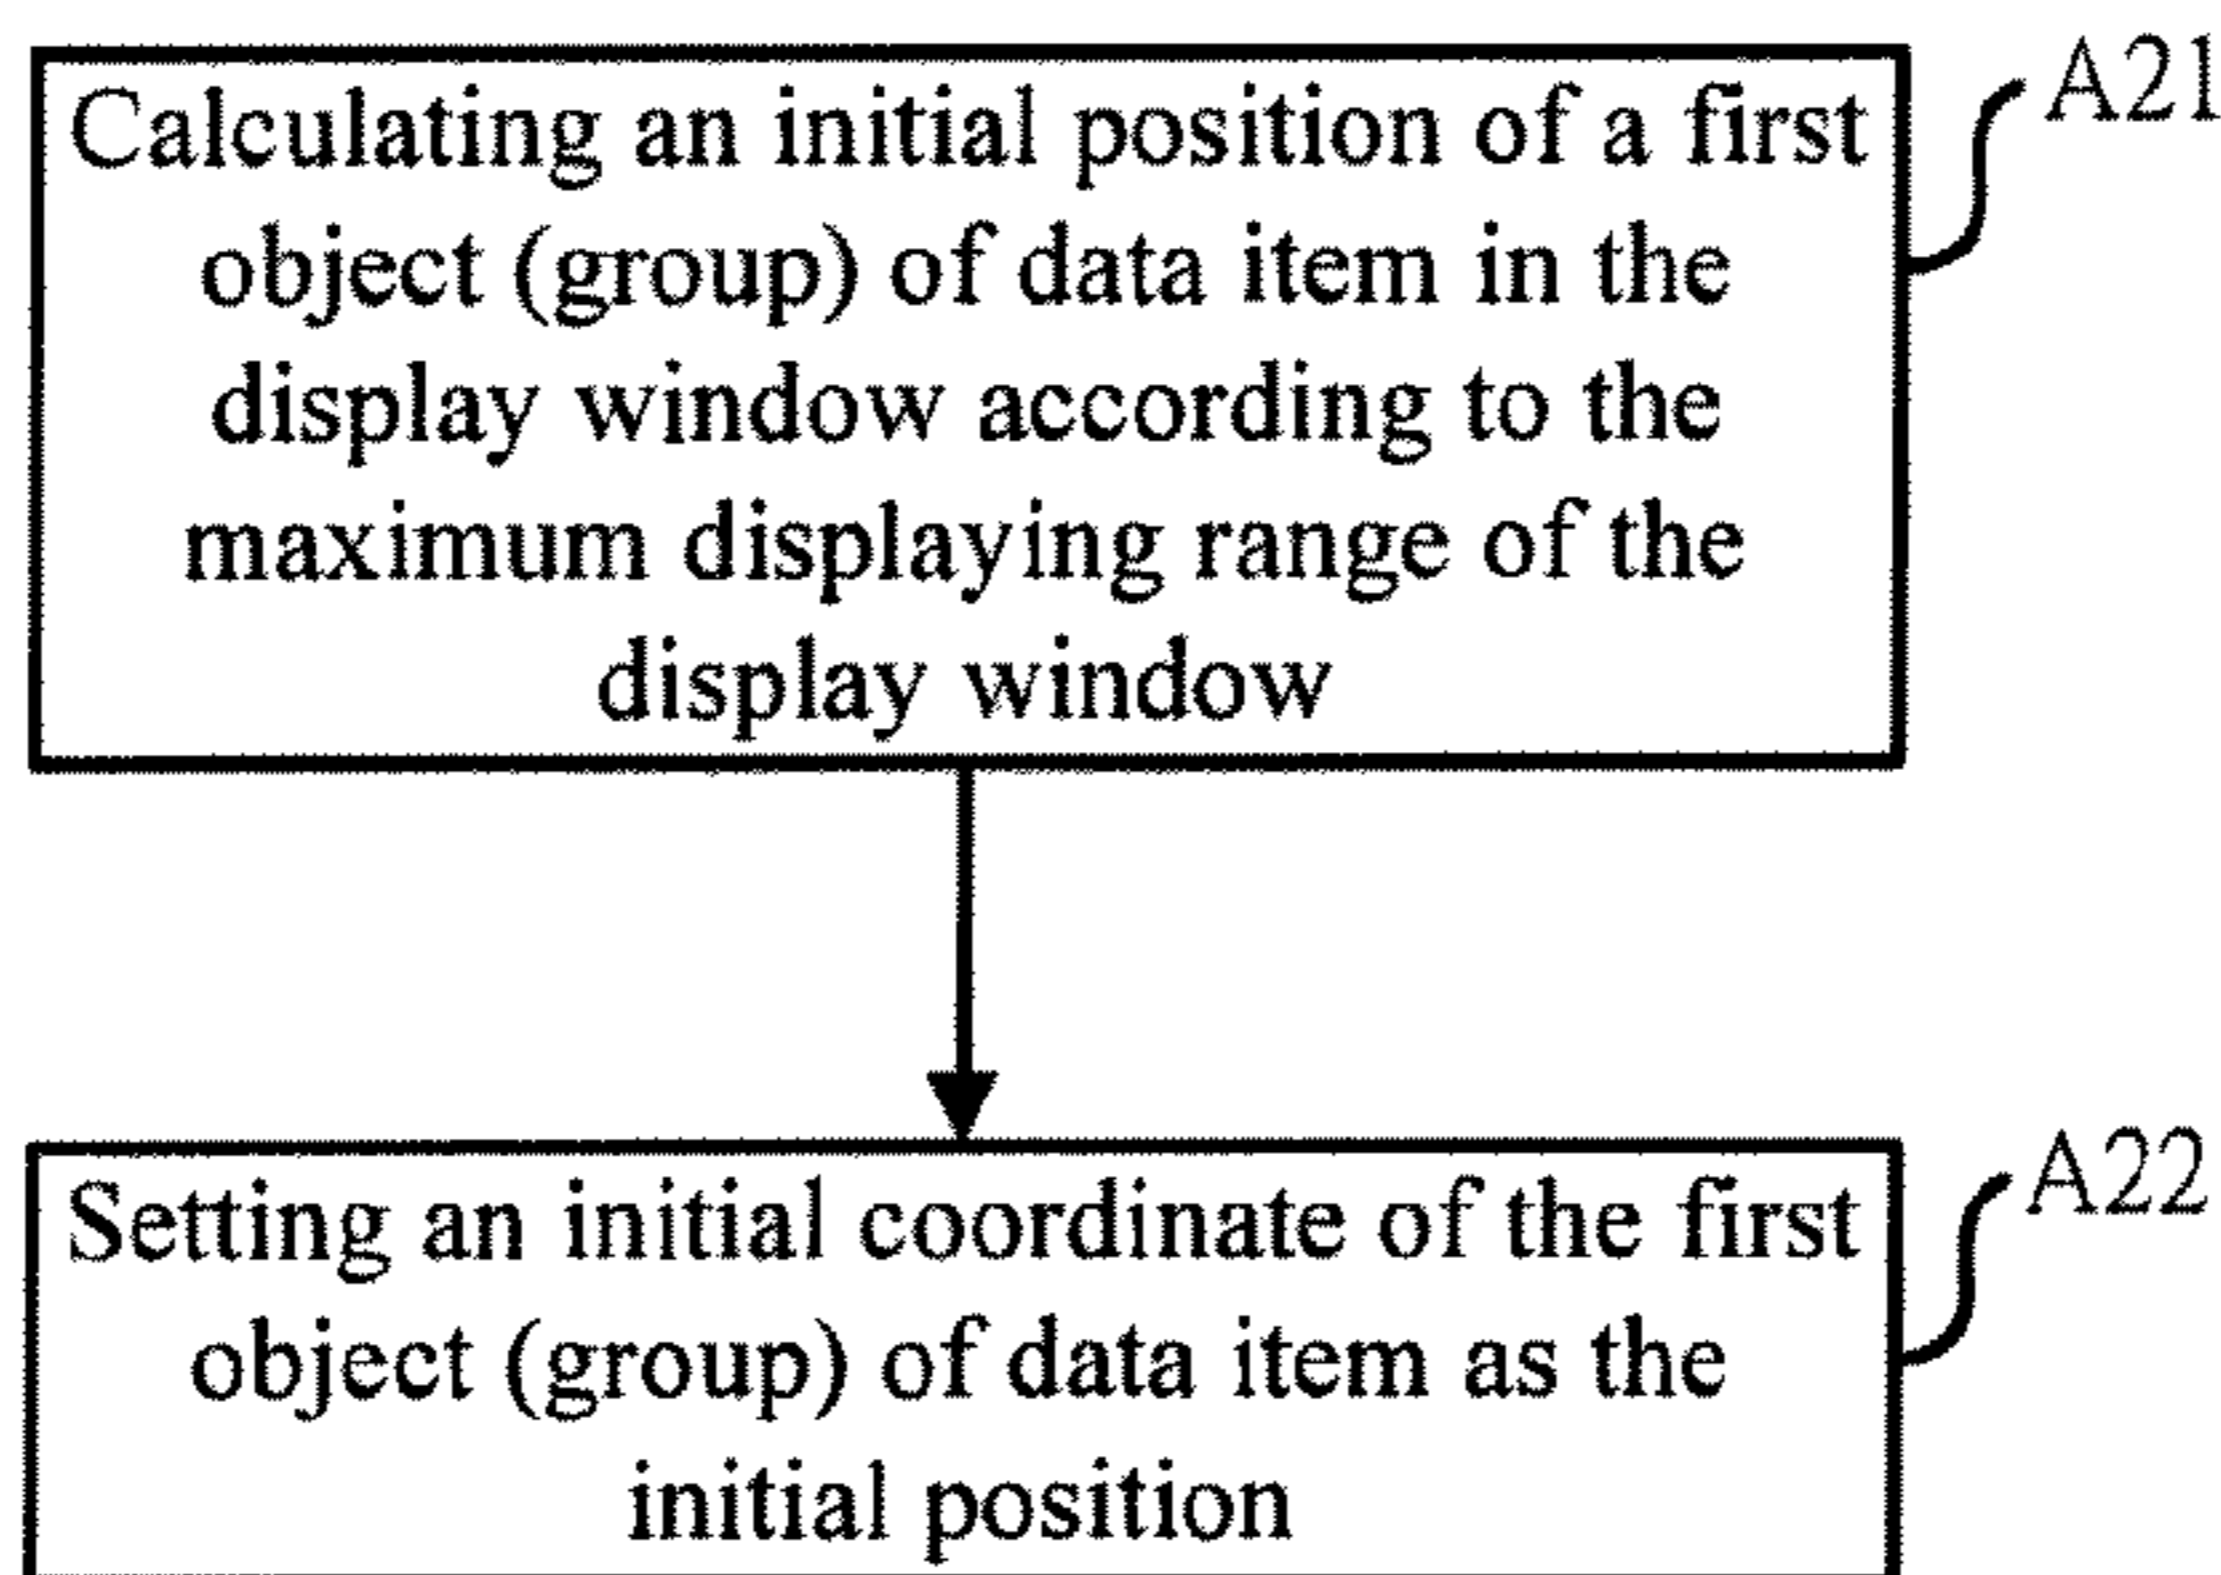 Calculating an initial position of a first
object (group) of data item in the
display window according to the
maximum displaying range of the
display window
A21
Setting an initial coordinate of the first
object (group) of data item as the
initial position
A22